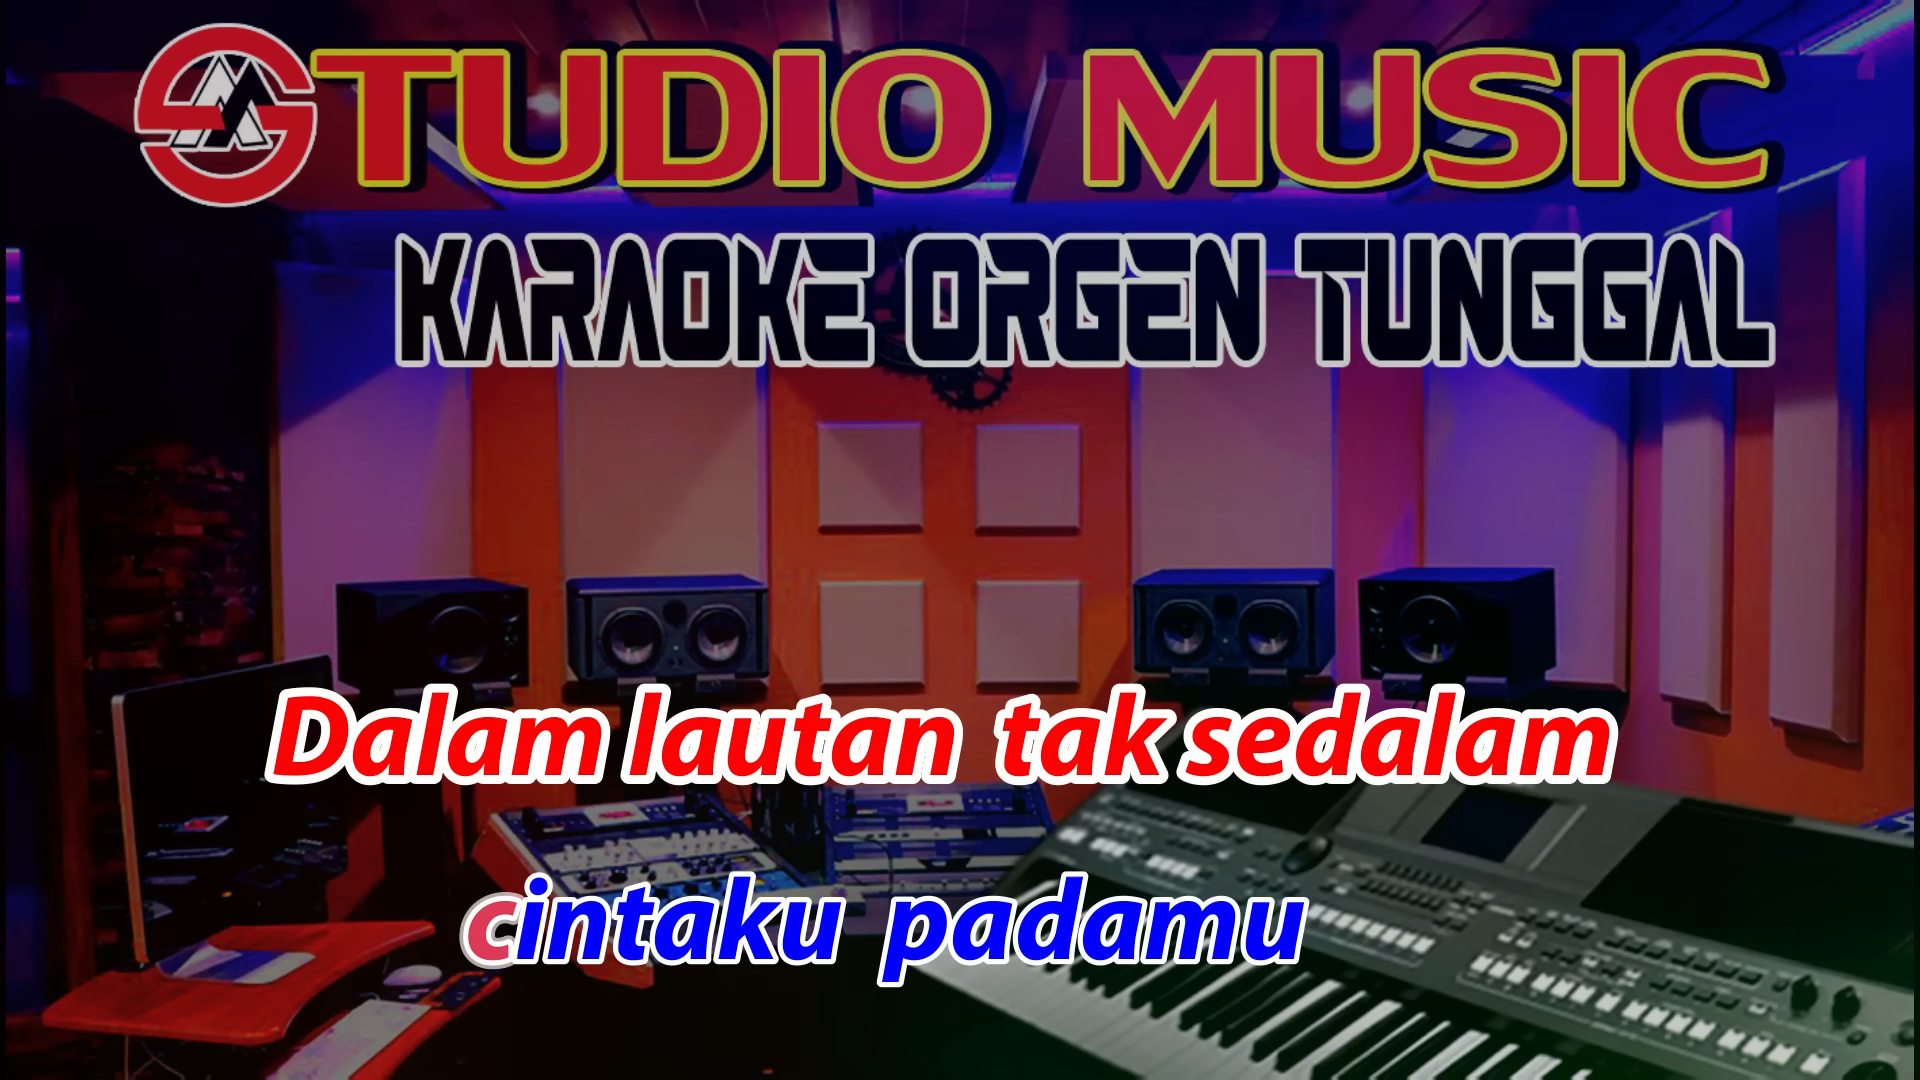 STUDIO MUSIC
KARAOKE ORGEN TUNGGAL
Dalam lautan tak sedalam
cintaku padamu